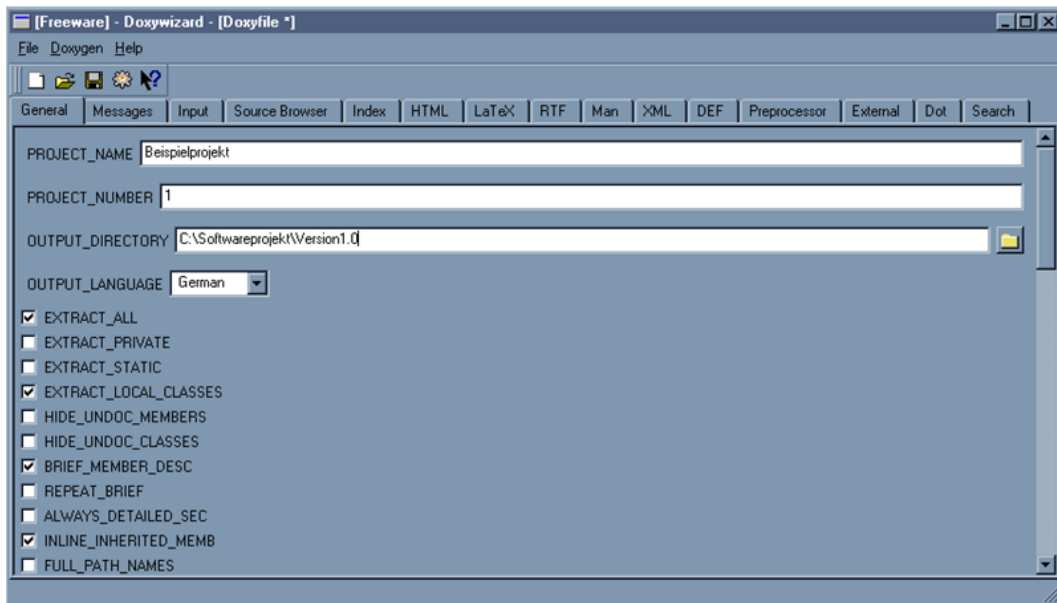 [Freeware] - Doxywizard - [Doxyfile *]
File Doxygen Help
General Messages Input Source Browser Index HTML LaTeX RTF Man XML DEF Preprocessor External Dot Search
PROJECT_NAME Beispielprojekt
PROJECT_NUMBER 1
OUTPUT_DIRECTORY C:\Softwareprojekt\Version1.0
OUTPUT_LANGUAGE German
EXTRACT_ALL
EXTRACT_PRIVATE
EXTRACT_STATIC
EXTRACT_LOCAL_CLASSES
HIDE_UNDOC_MEMBERS
HIDE_UNDOC_CLASSES
BRIEF_MEMBER_DESC
REPEAT_BRIEF
ALWAYS_DETAILED_SEC
INLINE_INHERITED_MEMB
FULL_PATH_NAMES